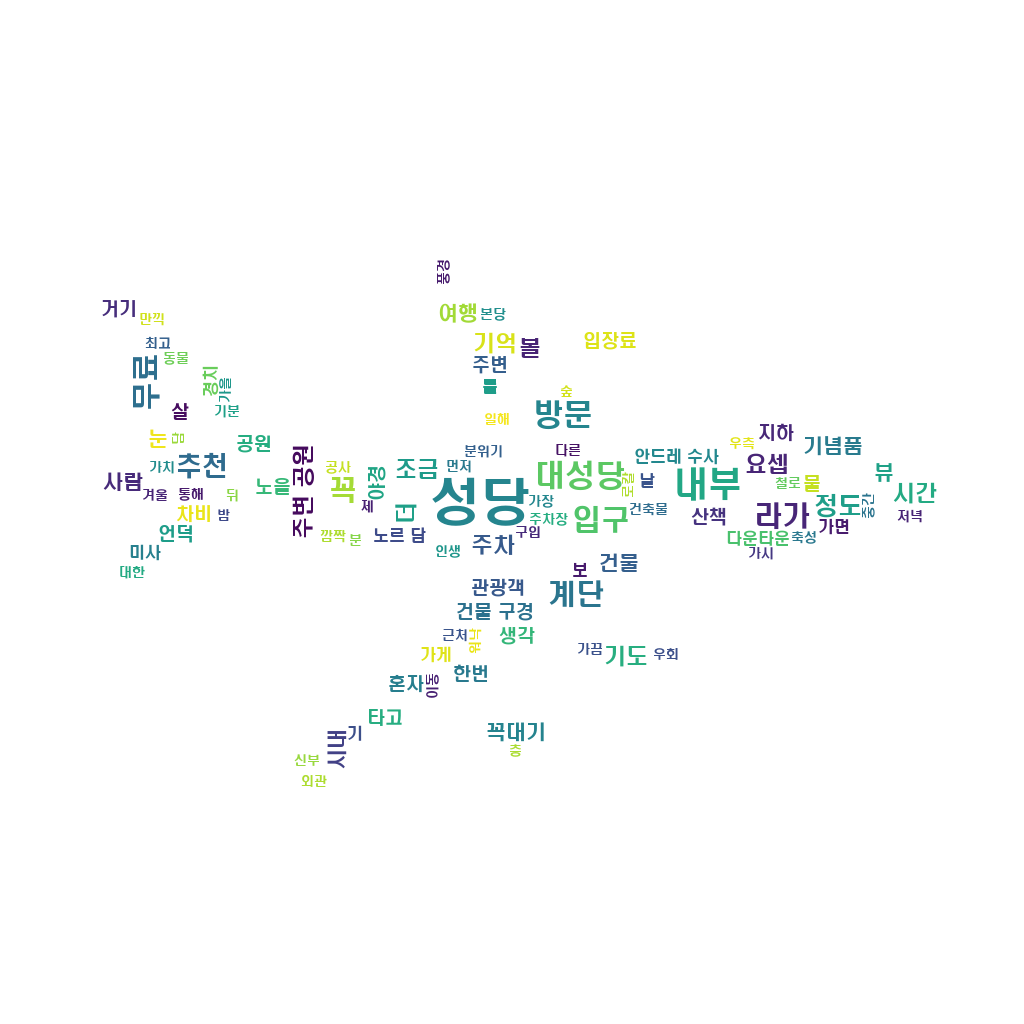 풍경
거기
만끽
여행
본당
최고
기억
볼
입장료
동물
주변
무료
경치
가을
름
숲
살
기분
일해
방문
눈
담
공원
분위기
다른
우측
지하
기념품
가치
추천
주변 공원
공사
야경
조금
먼저
대성당
로컬
안드레 수사
요셉
사람
겨울
통해
뒤
노을
꼭
제
성당
가장
날
내부
철로
물
뷰
시간
차비
밤
더
주차장
입구
건축물
산책
라가
정도
중간
저녁
언덕
깜짝
분
노르 담
주차
구입
다운타운
축성
가면
미사
인생
가시
대한
관광객
보
건물
계단
건물 구경
근처
워낙
생각
가게
가끔
기도
우회
혼자
이동
한번
타고
시내
기
꼭대기
층
신부
외관